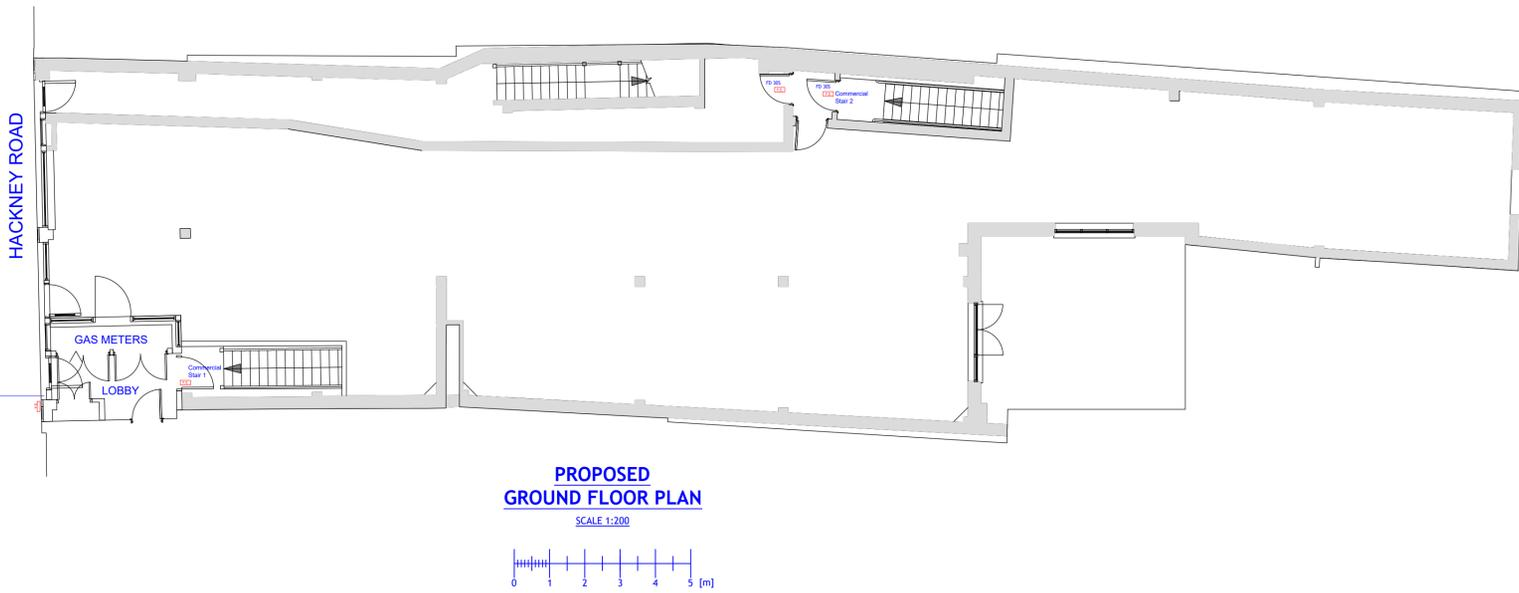 HACKNEY ROAD
FD 30S
FD 30S
Commercial
Stair 2
GAS METERS
Commercial
Stair 1
LOBBY
PROPOSED
GROUND FLOOR PLAN
SCALE 1:200
0 1 2 3 4 5 [m]